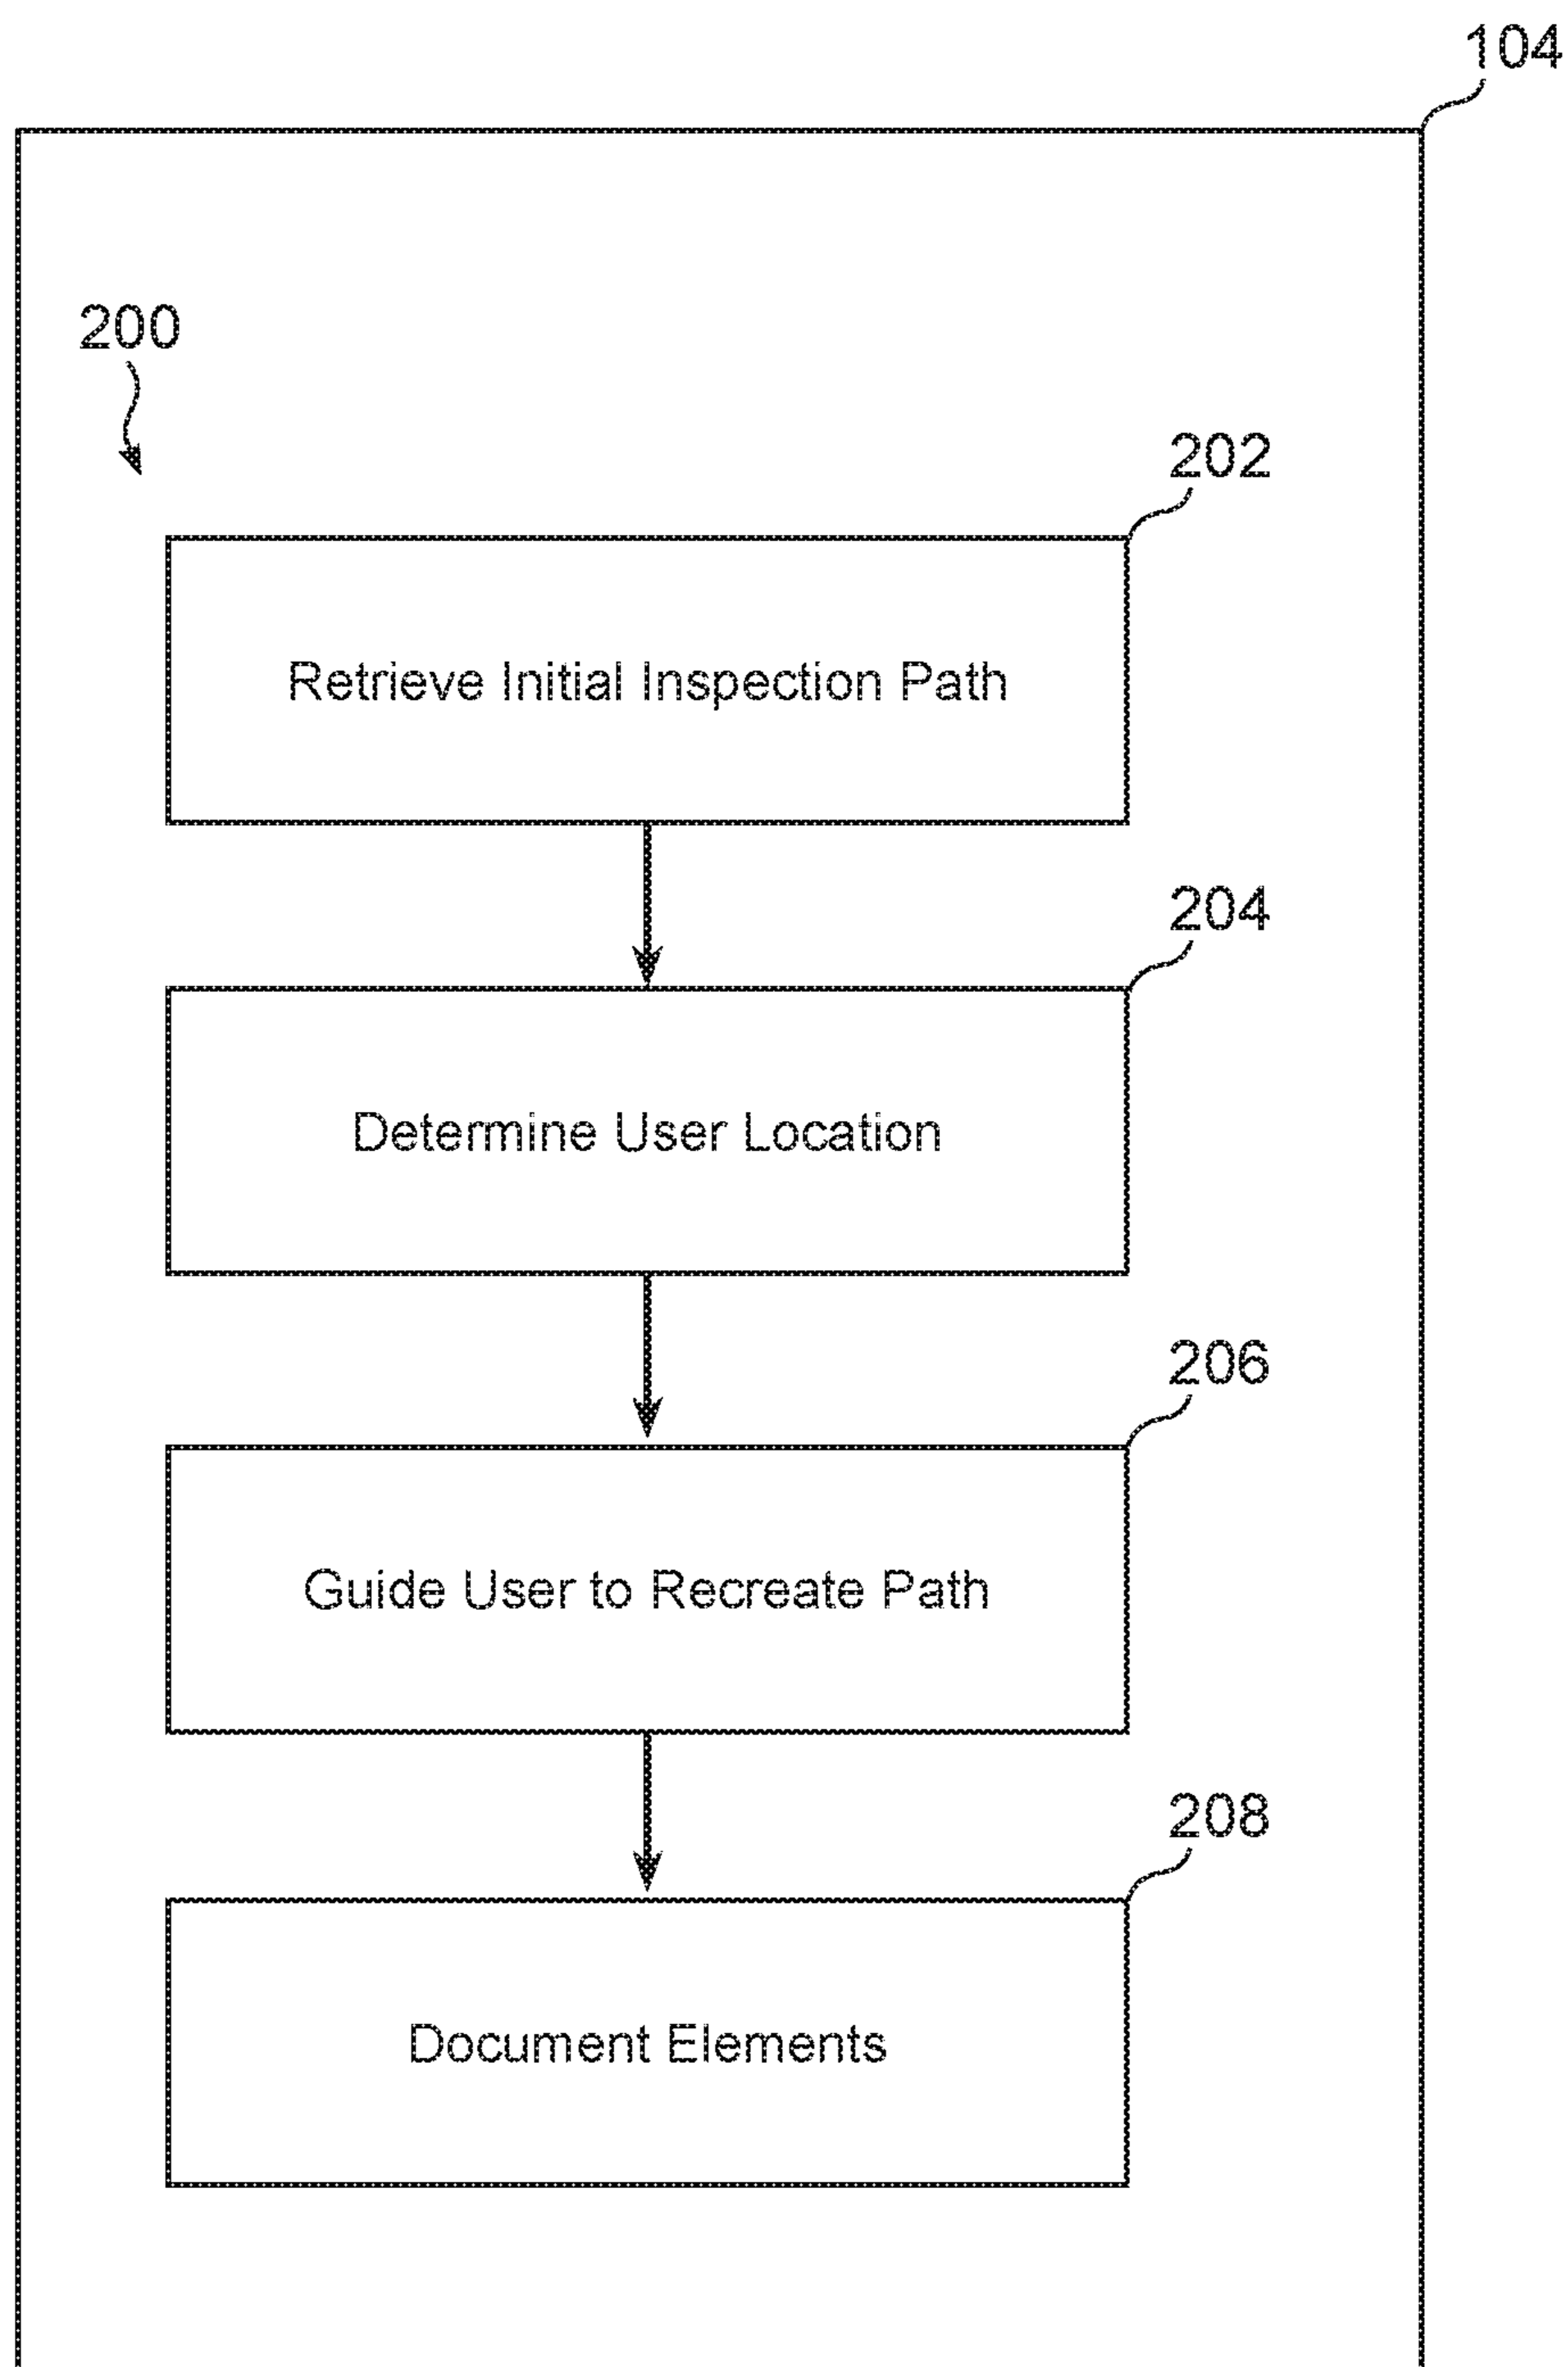 104
200
202
Retrieve Initial Inspection Path
204
Determine User Location
206
Guide User to Recreate Path
208
Document Elements